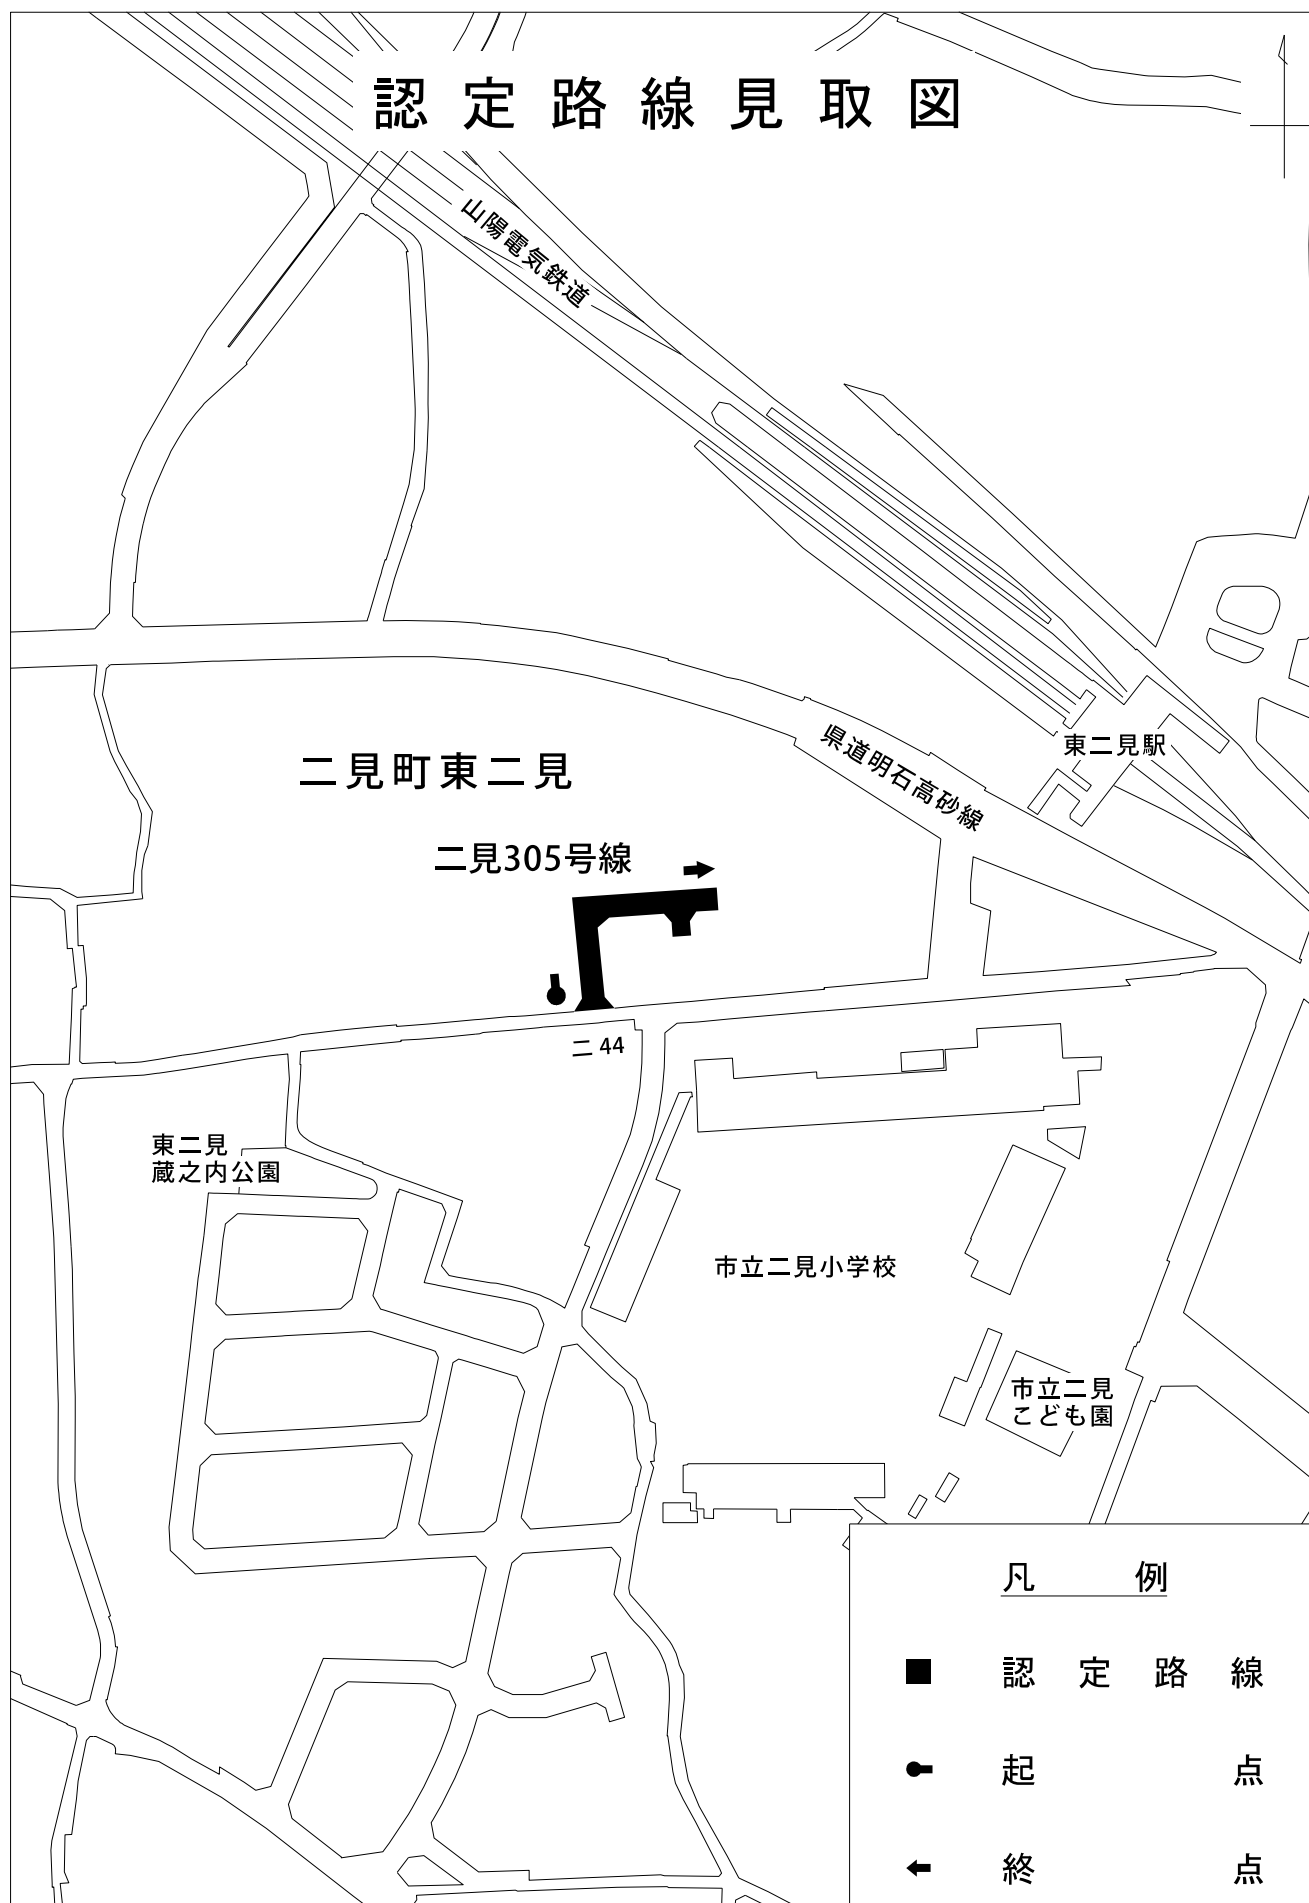 認定路線見取図
山陽電気鉄道
東二見駅
県道明石高砂線
二見町東二見
二見305号線
二44
東二見
蔵之内公園
市立二見小学校
市立二見
こども園
凡例
認定路線
起点
終点